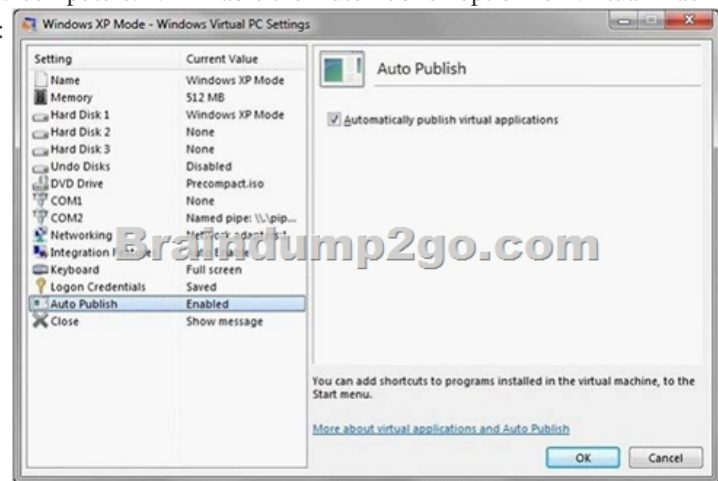 Windows XP Mode - Windows Virtual PC Settings
Setting Current Value
Name Windows XP Mode
Memory 512 MB
Hard Disk 1 Windows XP Mode
Hard Disk 2 None
Hard Disk 3 None
Undo Disks Disabled
DVD Drive Precompact.iso
COM1 None
COM2 Named pipe: \\.\pip...
Networking
Integration
Keyboard Full screen
Logon Credentials Saved
Auto Publish Enabled
Close Show message
Auto Publish
Automatically publish virtual applications
Braindump2go.com
You can add shortcuts to programs installed in the virtual machine, to the
Start menu.
More about virtual applications and Auto Publish
OK Cancel